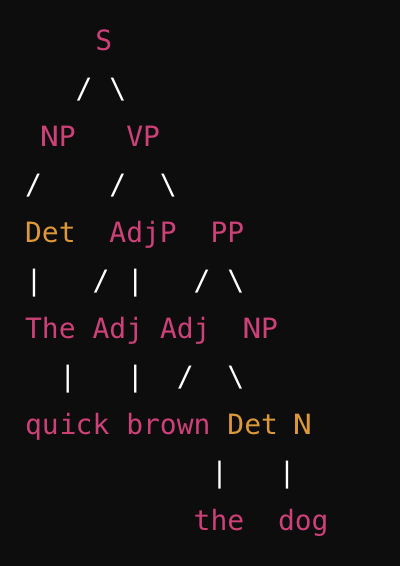 S
/ \
NP VP
/ / \
Det AdjP PP
| / | / \
The Adj Adj NP
| | / \
quick brown Det N
| |
the dog